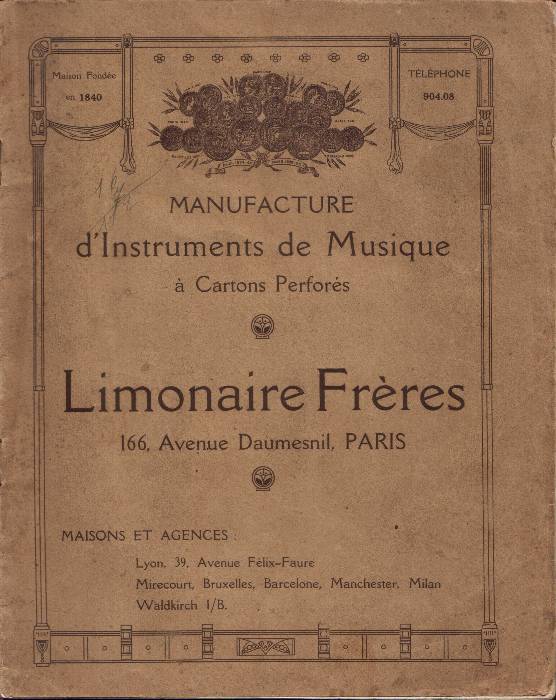 Maison Fondée
en 1840
TÉLÉPHONE
904.08
MANUFACTURE
d'Instruments de Musique
à Cartons Perforés
Limonaire Frères
166, Avenue Daumesnil, PARIS
MAISONS ET AGENCES :
Lyon, 39, Avenue Félix-Faure
Mirecourt, Bruxelles, Barcelone, Manchester, Milan
Waldkirch I/B.